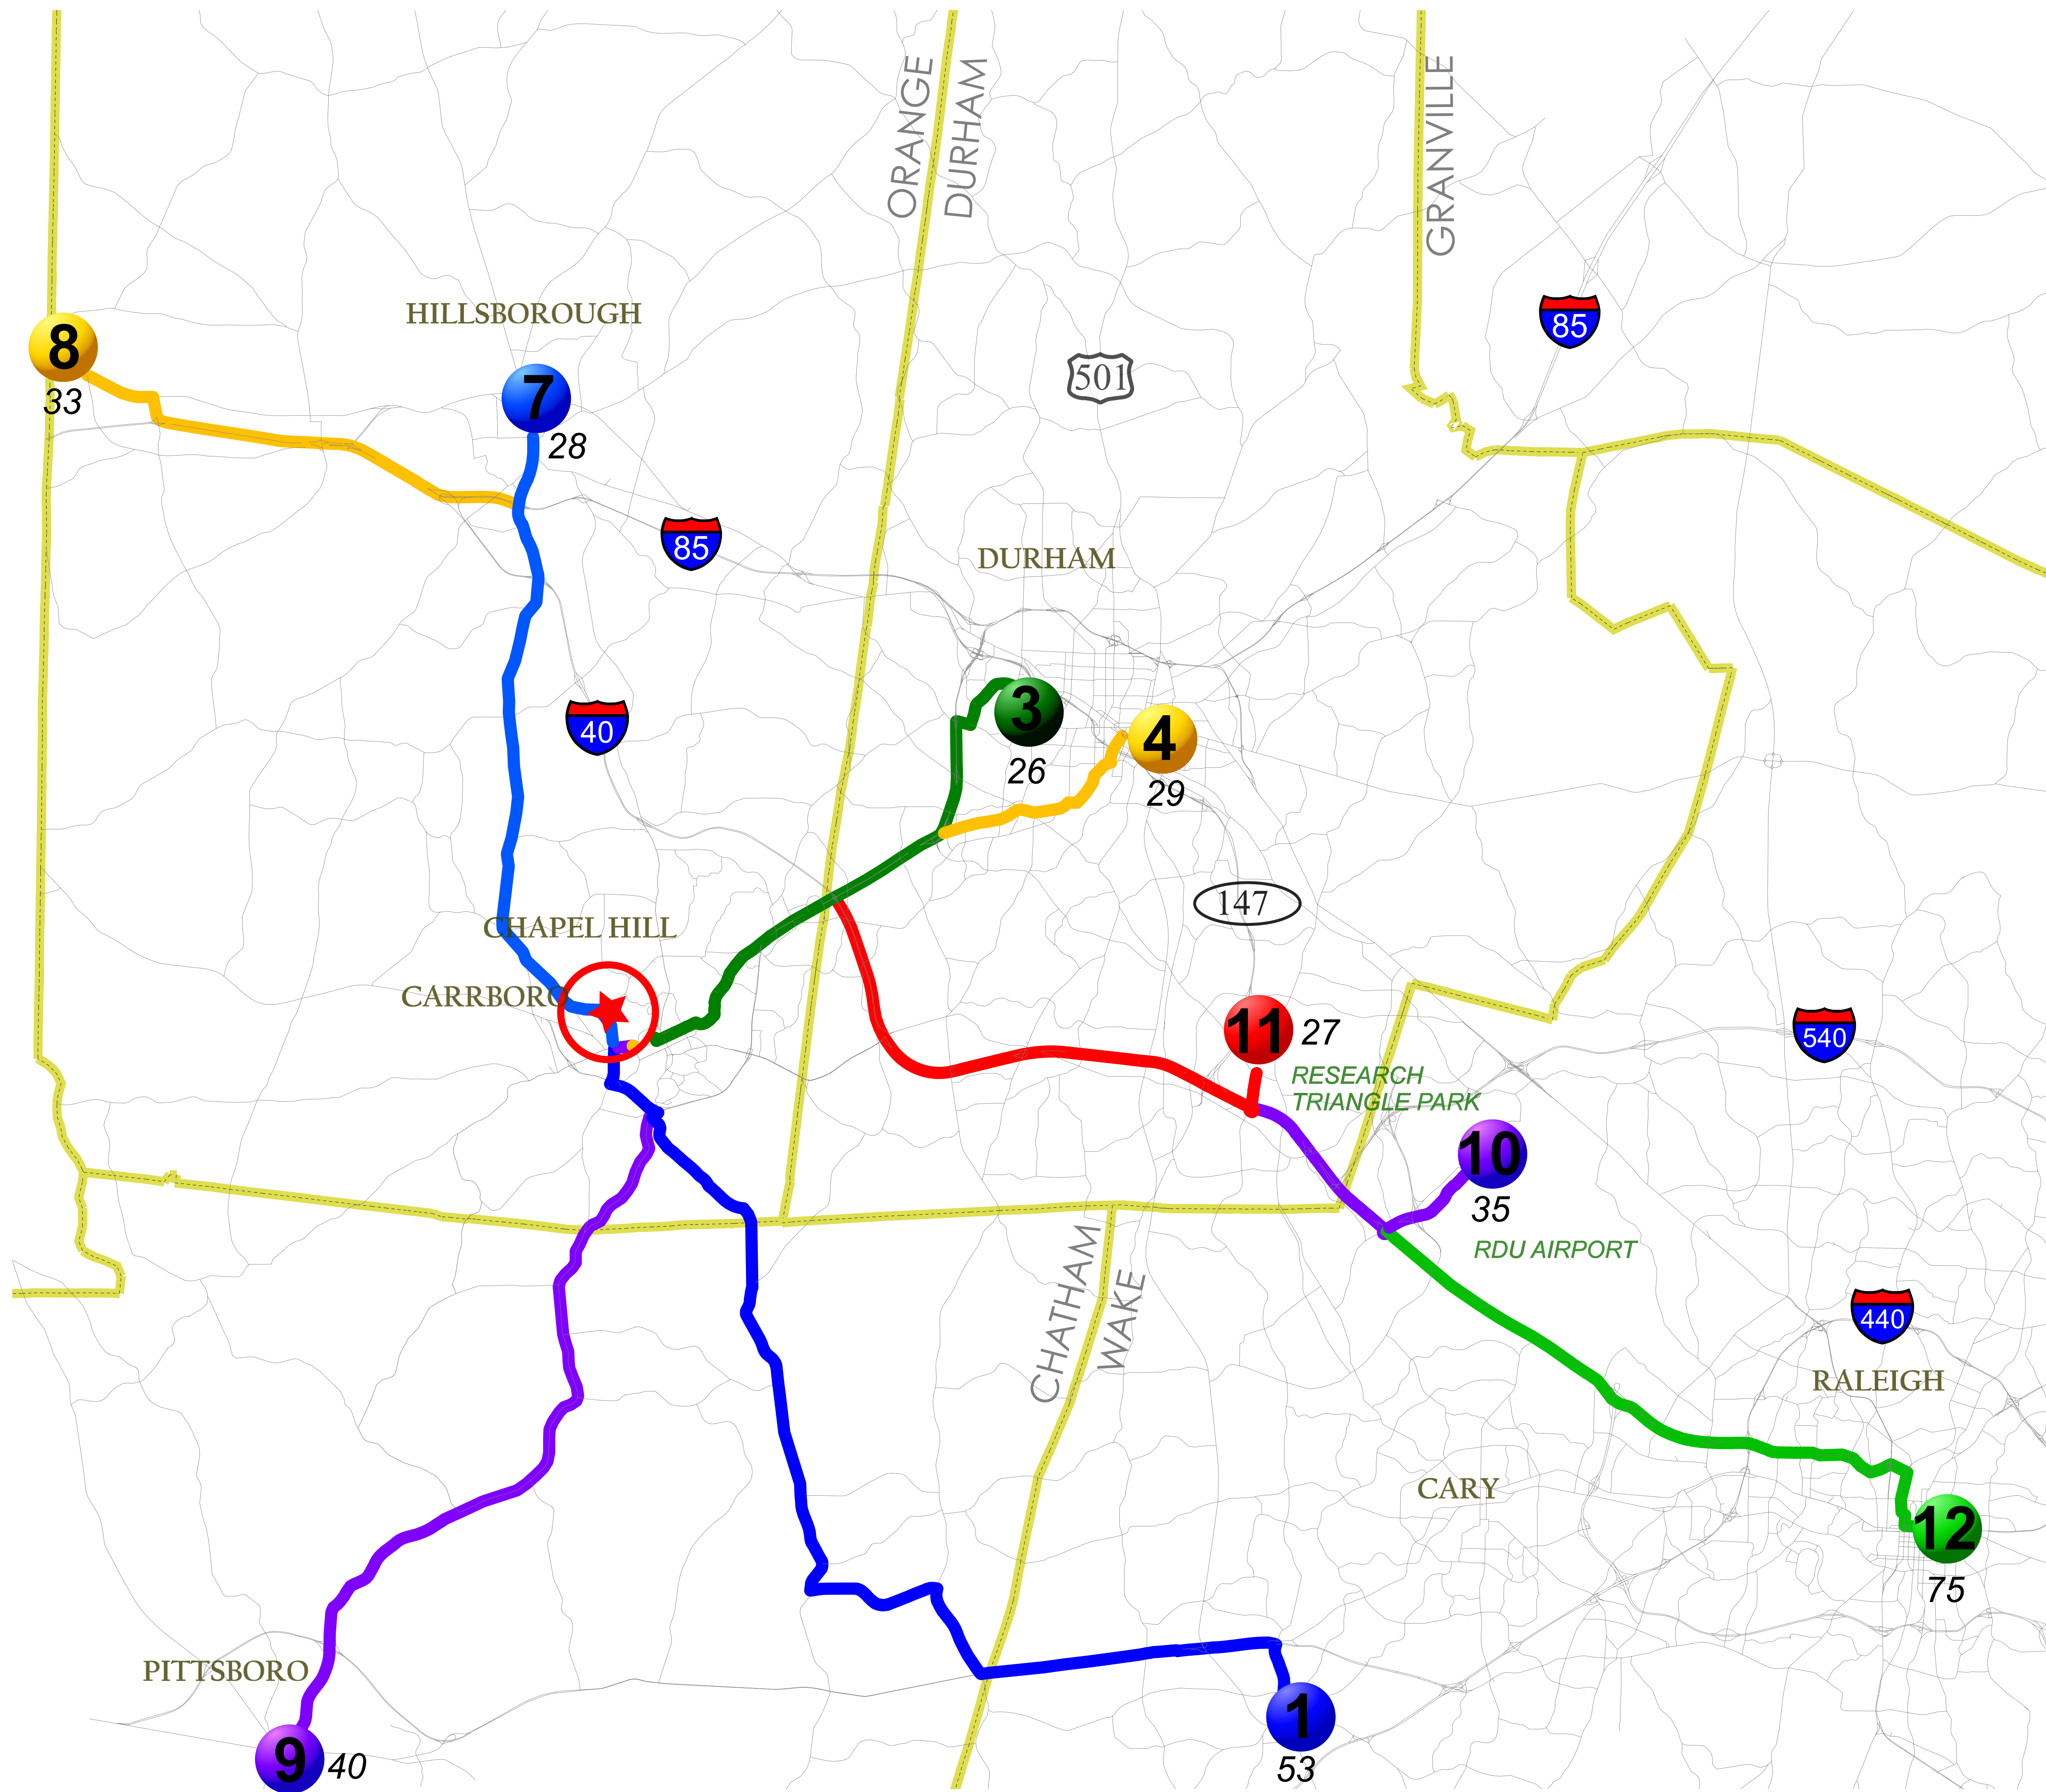 ORANGE
DURHAM
GRANVILLE
HILLSBOROUGH
85
8
33
7
28
501
85
DURHAM
40
3
26
4
29
147
CHAPEL HILL
CARRBORO
11
27
540
RESEARCH
TRIANGLE PARK
10
35
RDU AIRPORT
CHATHAM
WAKE
440
RALEIGH
CARY
12
75
PITTSBORO
9
40
1
53